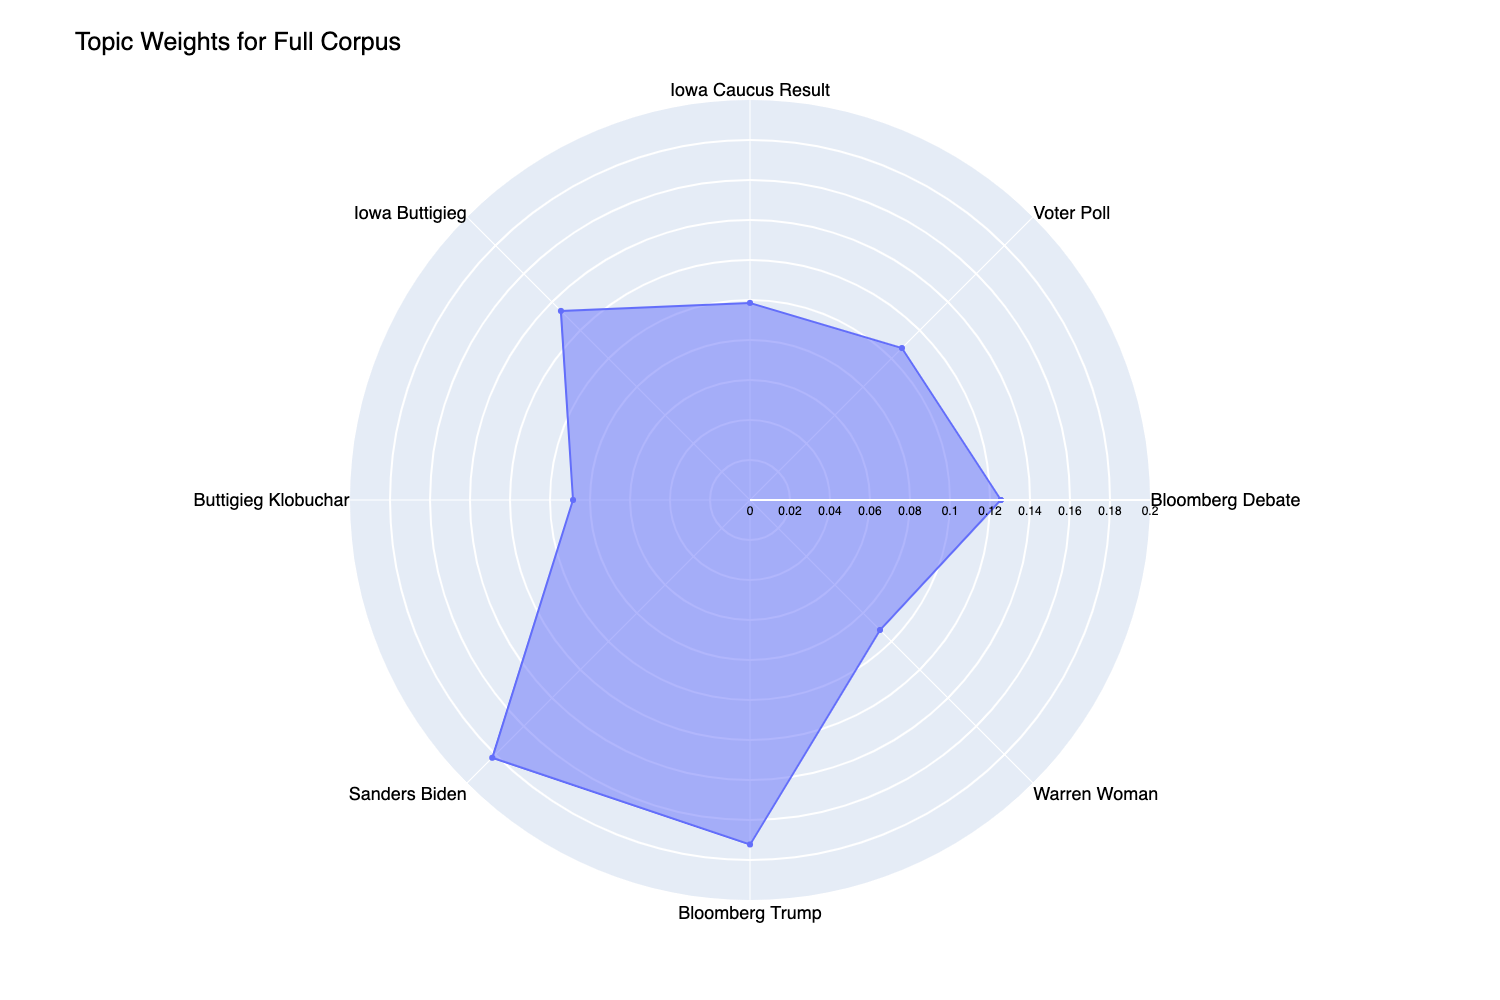 Topic Weights for Full Corpus
Iowa Caucus Result
Iowa Buttigieg
Voter Poll
Buttigieg Klobuchar
Bloomberg Debate
0 0.02 0.04 0.06 0.08 0.1 0.12 0.14 0.16 0.18 0.2
Sanders Biden
Warren Woman
Bloomberg Trump